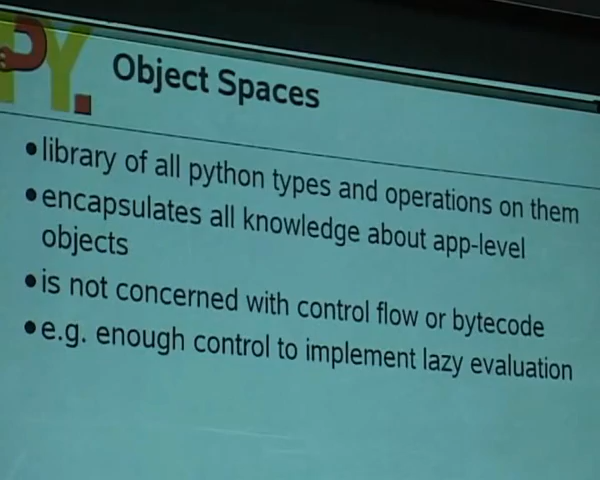 PY.
Object Spaces
•library of all python types and operations on them
•encapsulates all knowledge about app-level
objects
•is not concerned with control flow or bytecode
•e.g. enough control to implement lazy evaluation